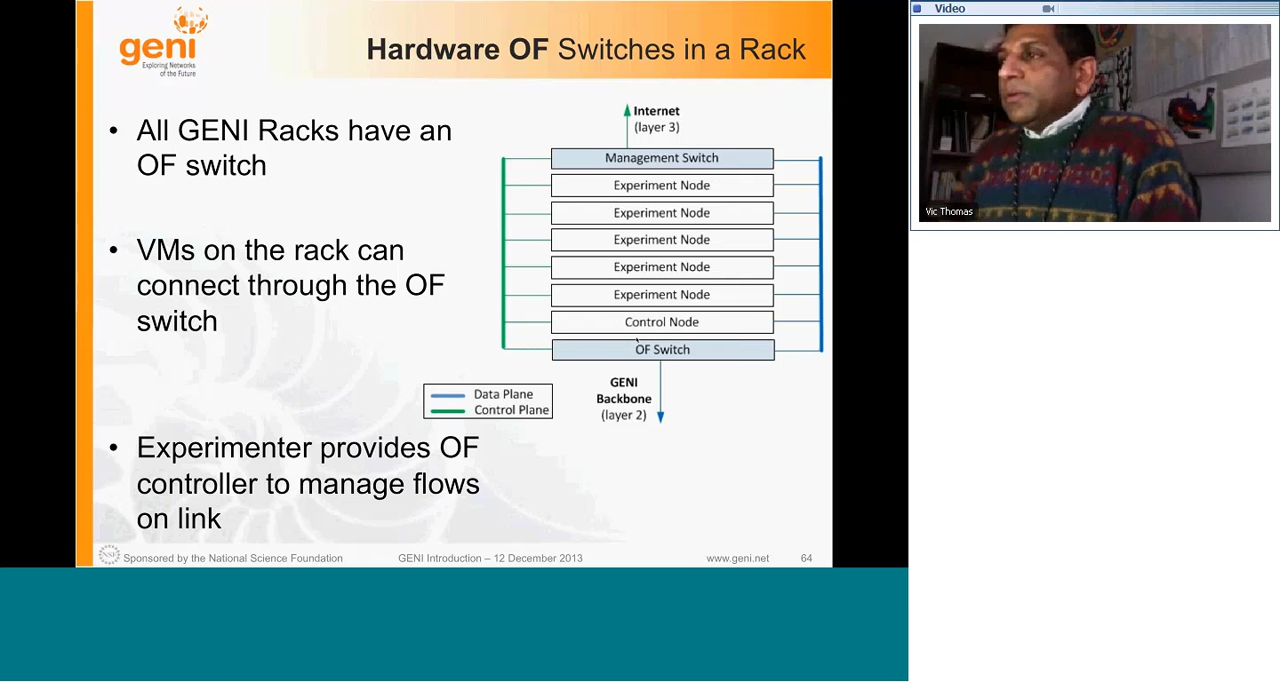 geni
Exploring Networks
of the Future
Hardware OF Switches in a Rack
• All GENI Racks have an
OF switch
• VMs on the rack can
connect through the OF
switch
• Experimenter provides OF
controller to manage flows
on link
Internet
(layer 3)
Management Switch
Experiment Node
Experiment Node
Experiment Node
Experiment Node
Experiment Node
Control Node
OF Switch
GENI
Backbone
(layer 2)
Data Plane
Control Plane
NSF
Sponsored by the National Science Foundation
GENI Introduction – 12 December 2013
www.geni.net
64
Video
Vic Thomas